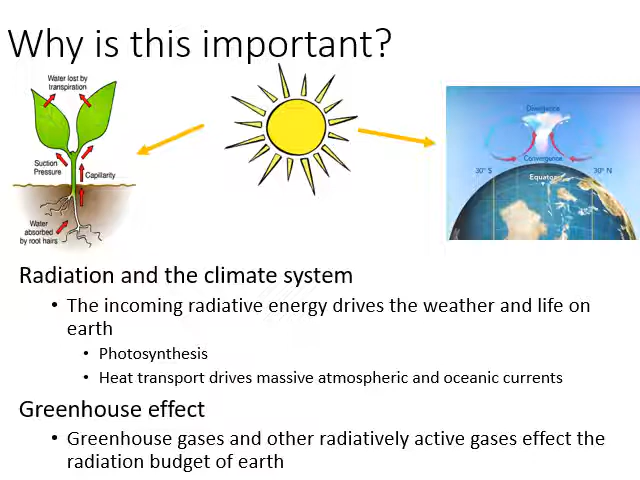 Why is this important?
Water lost by
transpiration
Suction
Pressure
Capillarity
Water
absorbed
by root hairs
Divergence
Convergence
30° S
Equator
30° N
Radiation and the climate system
• The incoming radiative energy drives the weather and life on
earth
• Photosynthesis
• Heat transport drives massive atmospheric and oceanic currents
Greenhouse effect
• Greenhouse gases and other radiatively active gases effect the
radiation budget of earth